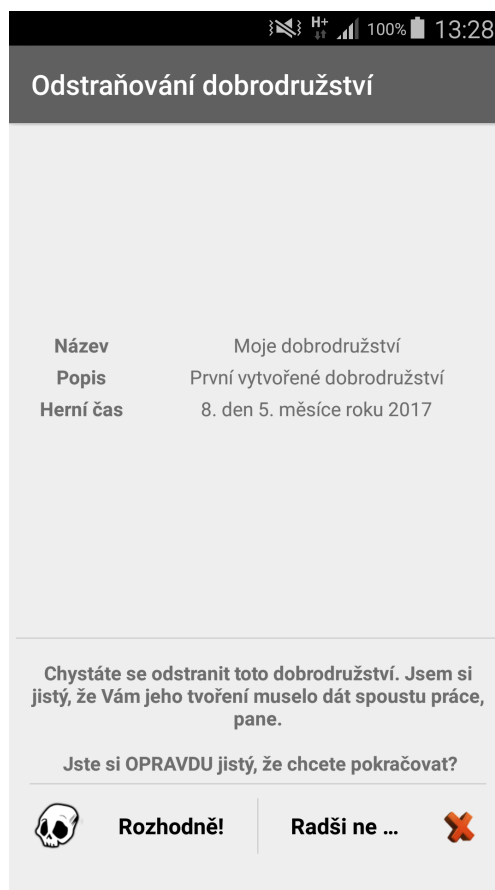 H+ 100% 13:28
Odstraňování dobrodružství
Název Moje dobrodružství
Popis První vytvořené dobrodružství
Herní čas 8. den 5. měsíce roku 2017
Chystáte se odstranit toto dobrodružství. Jsem si
jistý, že Vám jeho tvoření muselo dát spoustu práce,
pane.
Jste si OPRAVDU jistý, že chcete pokračovat?
Rozhodně! Radši ne ...